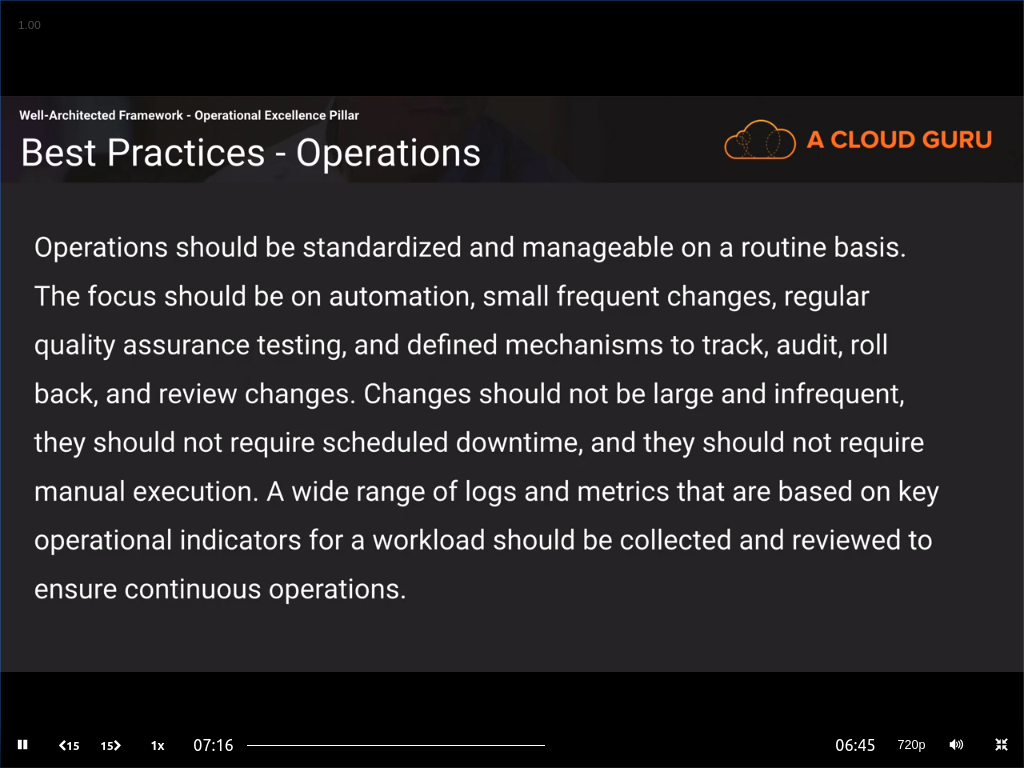 1.00
Well-Architected Framework - Operational Excellence Pillar
Best Practices - Operations
A CLOUD GURU
Operations should be standardized and manageable on a routine basis.
The focus should be on automation, small frequent changes, regular
quality assurance testing, and defined mechanisms to track, audit, roll
back, and review changes. Changes should not be large and infrequent,
they should not require scheduled downtime, and they should not require
manual execution. A wide range of logs and metrics that are based on key
operational indicators for a workload should be collected and reviewed to
ensure continuous operations.
15 15 1x 07:16 06:45 720p